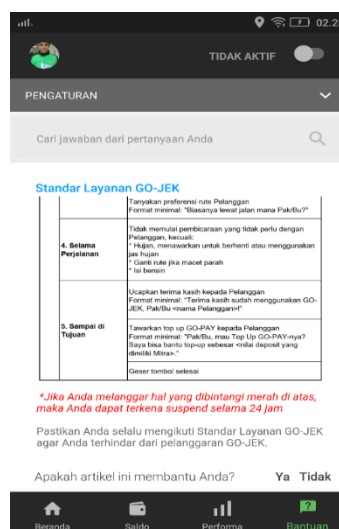 02.2
TIDAK AKTIF
PENGATURAN
Cari jawaban dari pertanyaan Anda
Standar Layanan GO-JEK
Tanyakan preferensi rute Pelanggan
Format minimal: "Biasanya lewat jalan mana Pak/Bu?"
4. Selama
Perjalanan
Tidak memulai pembicaraan yang tidak perlu dengan
Pelanggan, kecuali:
* Hujan, menawarkan untuk berhenti atau menggunakan
jas hujan
* Ganti rute jika macet parah
* Isi bensin
5. Sampai di
Tujuan
Ucapkan terima kasih kepada Pelanggan
Format minimal: "Terima kasih sudah menggunakan GO-
JEK, Pak/Bu <nama Pelanggan>!"
Tawarkan top up GO-PAY kepada Pelanggan
Format minimal: "Pak/Bu, mau Top Up GO-PAY-nya?
Saya bisa bantu top-up sebesar <nilai deposit yang
dimiliki Mitra>."
Geser tombol selesai
*Jika Anda melanggar hal yang dibintangi merah di atas,
maka Anda dapat terkena suspend selama 24 jam
Pastikan Anda selalu mengikuti Standar Layanan GO-JEK
agar Anda terhindar dari pelanggaran GO-JEK.
Apakah artikel ini membantu Anda? Ya Tidak
Beranda Saldo Performa Bantuan